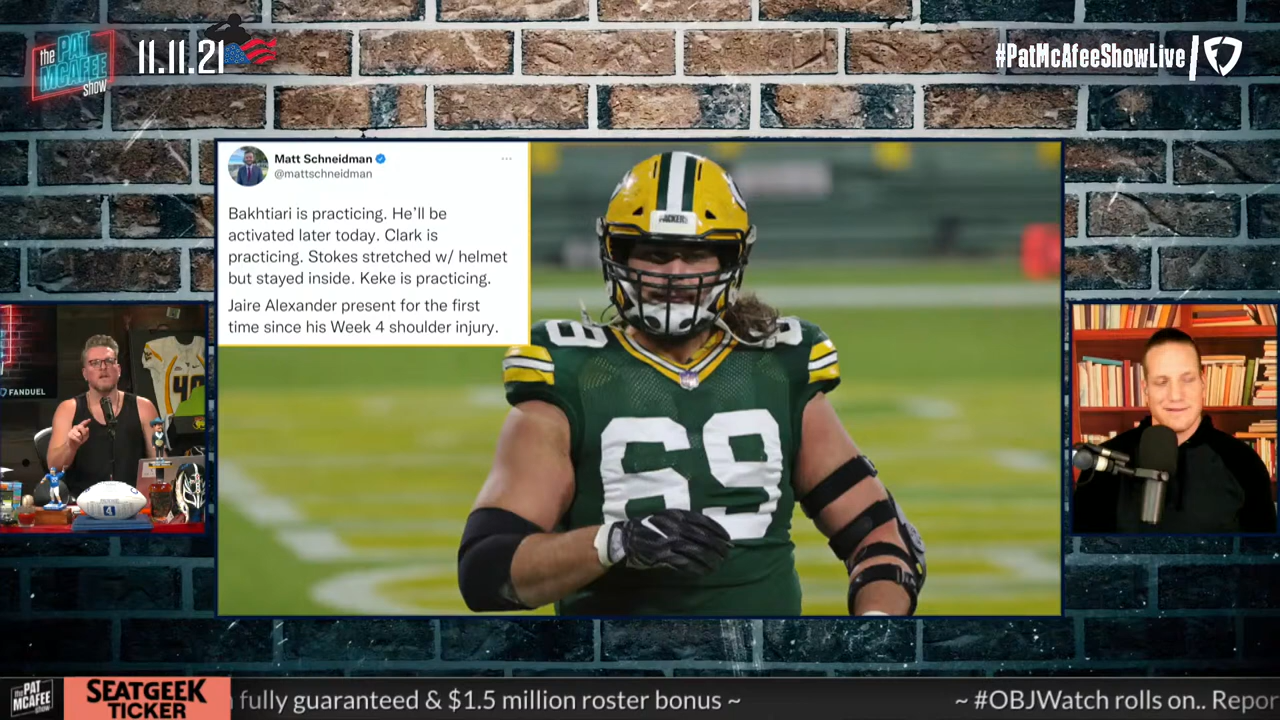 the
PAT
MCAFEE
show
11.11.21
#PatMcAfeeShowLive
Matt Schneidman
@mattschneidman
Bakhtiari is practicing. He'll be
activated later today. Clark is
practicing. Stokes stretched w/ helmet
but stayed inside. Keke is practicing.
Jaire Alexander present for the first
time since his Week 4 shoulder injury.
PACKERS
69
69
FANDUEL
40
4
the
PAT
MCAFEE
show
SEATGEEK
TICKER
fully guaranteed & $1.5 million roster bonus ~
~ #OBJWatch rolls on.. Repor